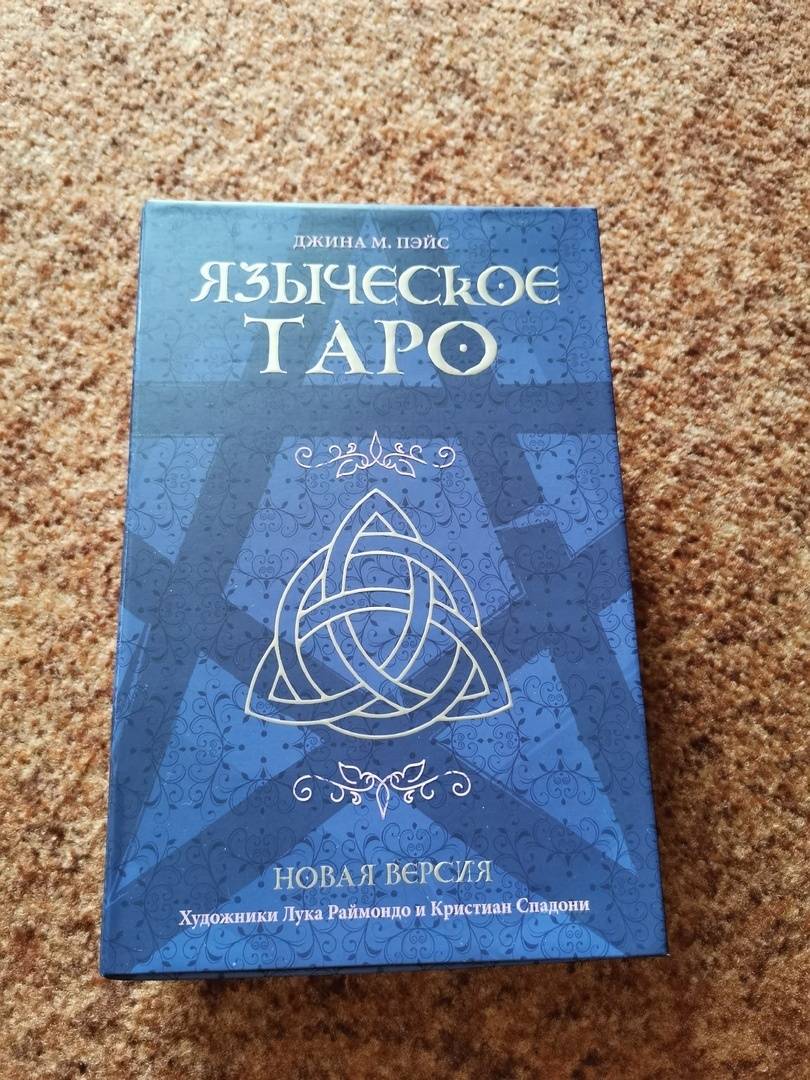 ДЖИНА М. ПЭЙС
ЯЗЫЧЕСКОЕ
ТАРО
НОВАЯ ВЕРСИЯ
Художники Лука Раймондо и Кристиан Спадони